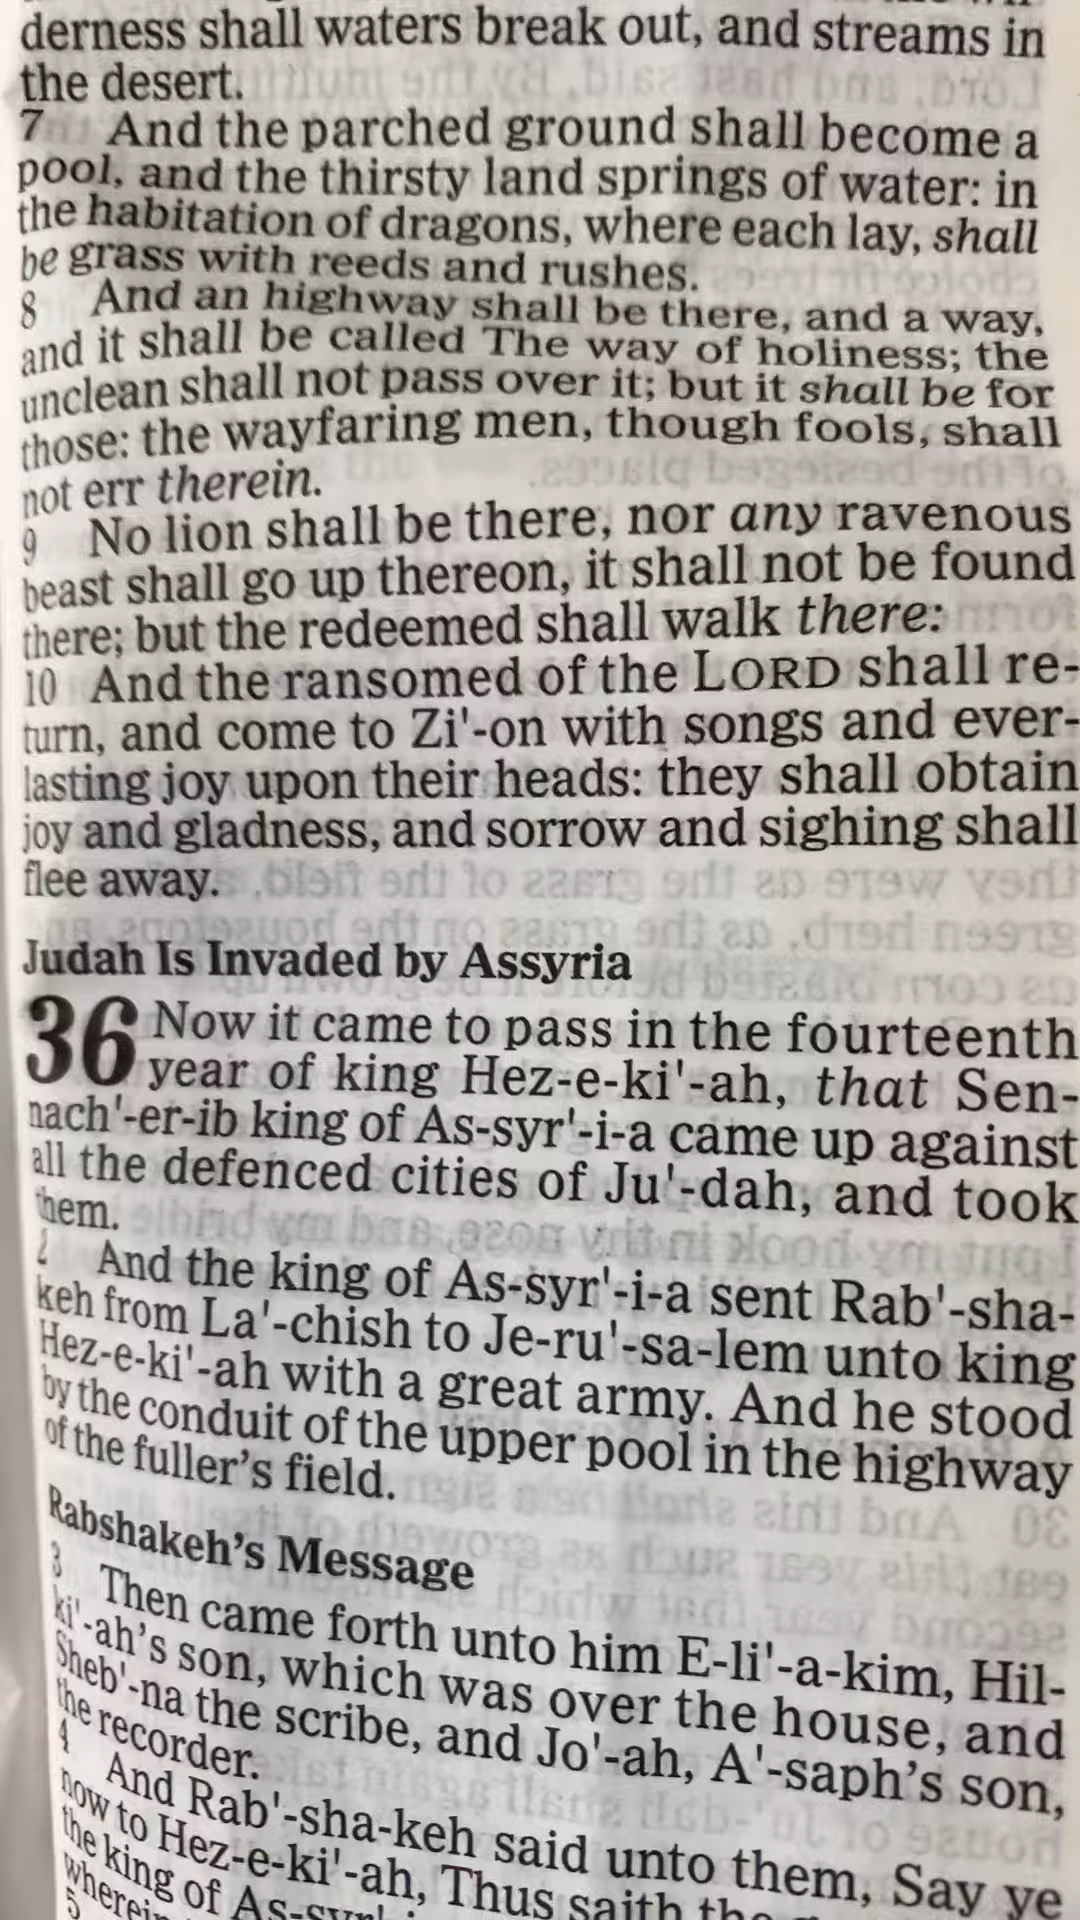 derness shall waters break out, and streams in
the desert.
7 And the parched ground shall become a
pool, and the thirsty land springs of water: in
the habitation of dragons, where each lay, shall
be grass with reeds and rushes.
8 And an highway shall be there, and a way,
and it shall be called The way of holiness; the
unclean shall not pass over it; but it shall be for
those: the wayfaring men, though fools, shall
not err therein.
9 No lion shall be there, nor any ravenous
beast shall go up thereon, it shall not be found
there; but the redeemed shall walk there:
10 And the ransomed of the LORD shall re-
turn, and come to Zi'-on with songs and ever-
lasting joy upon their heads: they shall obtain
joy and gladness, and sorrow and sighing shall
flee away.
Judah Is Invaded by Assyria
36 Now it came to pass in the fourteenth
year of king Hez-e-ki'-ah, that Sen-
nach'-er-ib king of As-syr'-i-a came up against
all the defenced cities of Ju'-dah, and took
them.
2 And the king of As-syr'-i-a sent Rab'-sha-
keh from La'-chish to Je-ru'-sa-lem unto king
Hez-e-ki'-ah with a great army. And he stood
by the conduit of the upper pool in the highway
of the fuller's field.
Rabshakeh's Message
3 Then came forth unto him E-li'-a-kim, Hil-
ki'-ah's son, which was over the house, and
Sheb'-na the scribe, and Jo'-ah, A'-saph's son,
the recorder.
4 And Rab'-sha-keh said unto them, Say ye
now to Hez-e-ki'-ah, Thus saith the
the king of As-syr'
wherein
5